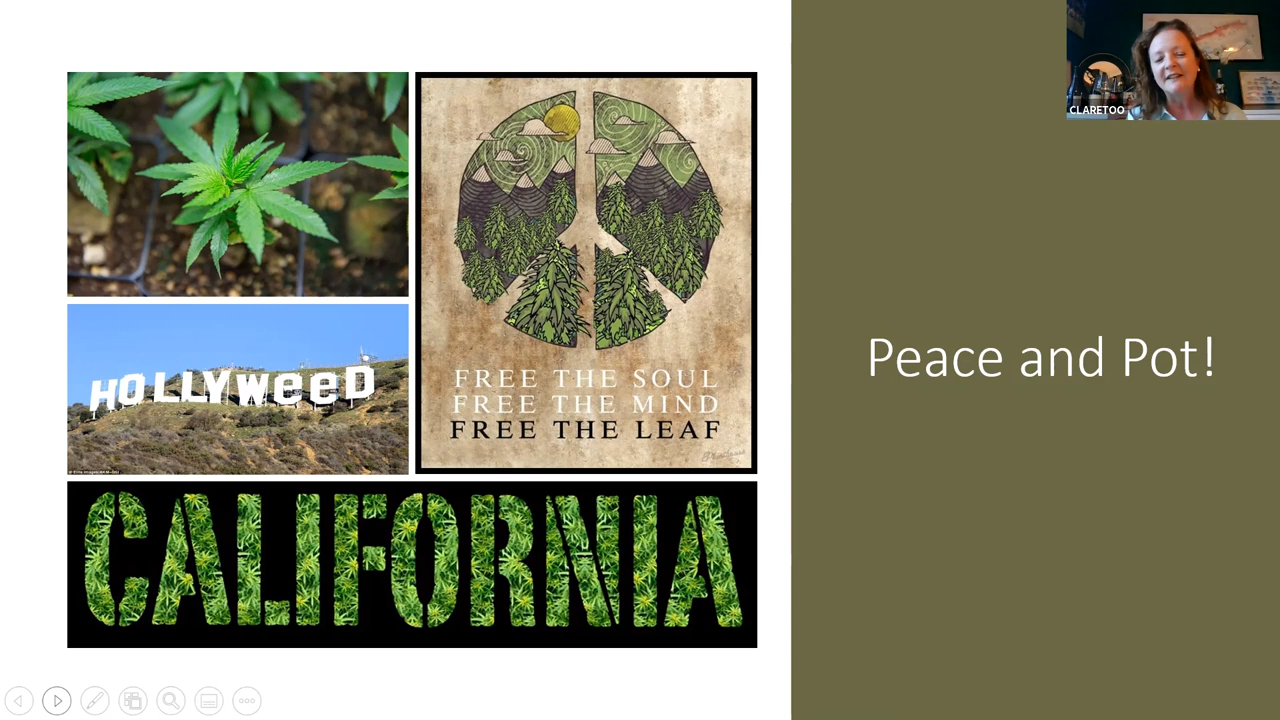 CLARETOO
HOLLYWeeD
FREE THE SOUL
FREE THE MIND
FREE THE LEAF
Peace and Pot!
CALIFORNIA